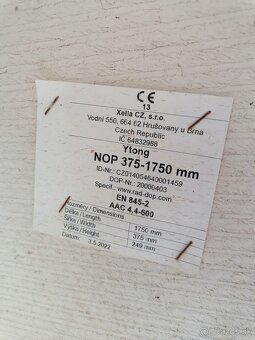 CE
13
Xella CZ, s.r.o.
Vodní 550, 664 62 Hrušovany u Brna
Czech Republic
IČ 64832988
Ytong
NOP 375-1750 mm
ID-Nr.: CZ0140546400001459
DOP-Nr.: 20000403
Specif.: www.rad-dop.com
EN 845-2
AAC 4,4-600
Rozměry / Dimensions
Délka / Length 1750 mm
Šířka / Width 375 mm
Výška / Height 249 mm
Datum: 3.5.2022